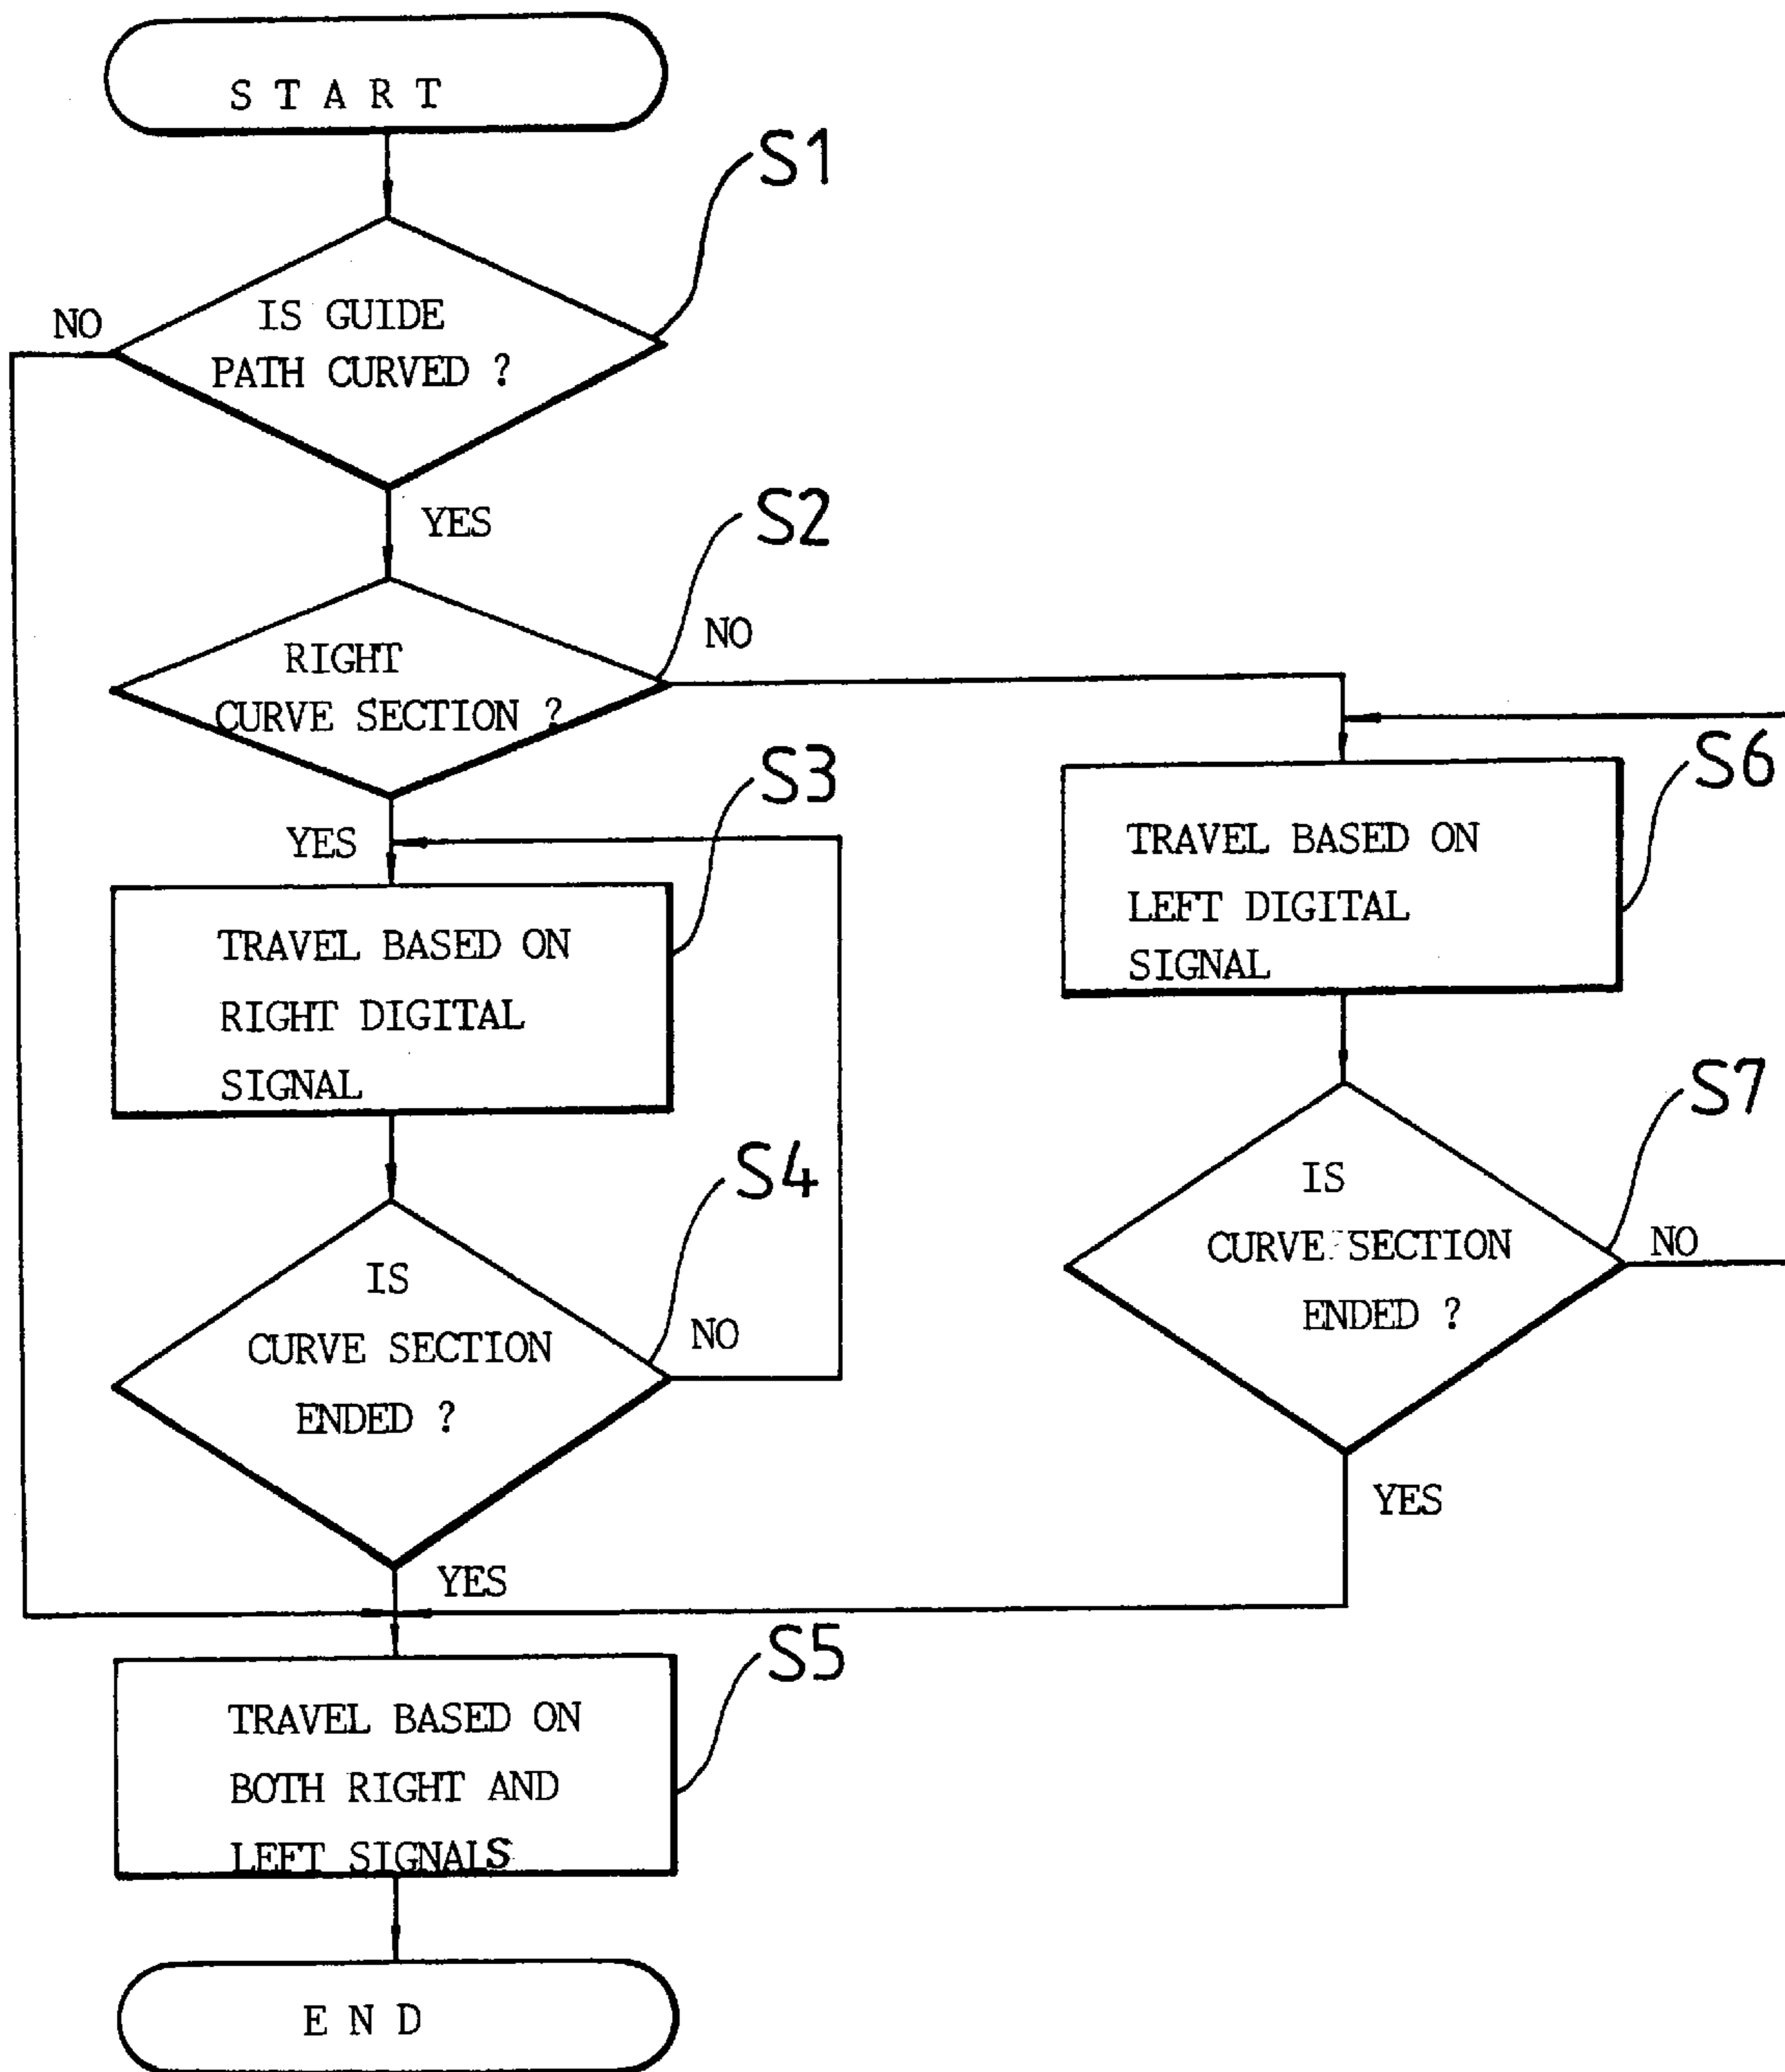 START
S1
IS GUIDE
PATH CURVED ?
NO
YES
S2
RIGHT
CURVE SECTION ?
NO
YES
S3
TRAVEL BASED ON
RIGHT DIGITAL
SIGNAL
S4
IS
CURVE SECTION
ENDED ?
NO
YES
S6
TRAVEL BASED ON
LEFT DIGITAL
SIGNAL
S7
IS
CURVE SECTION
ENDED ?
NO
YES
S5
TRAVEL BASED ON
BOTH RIGHT AND
LEFT SIGNALS
END